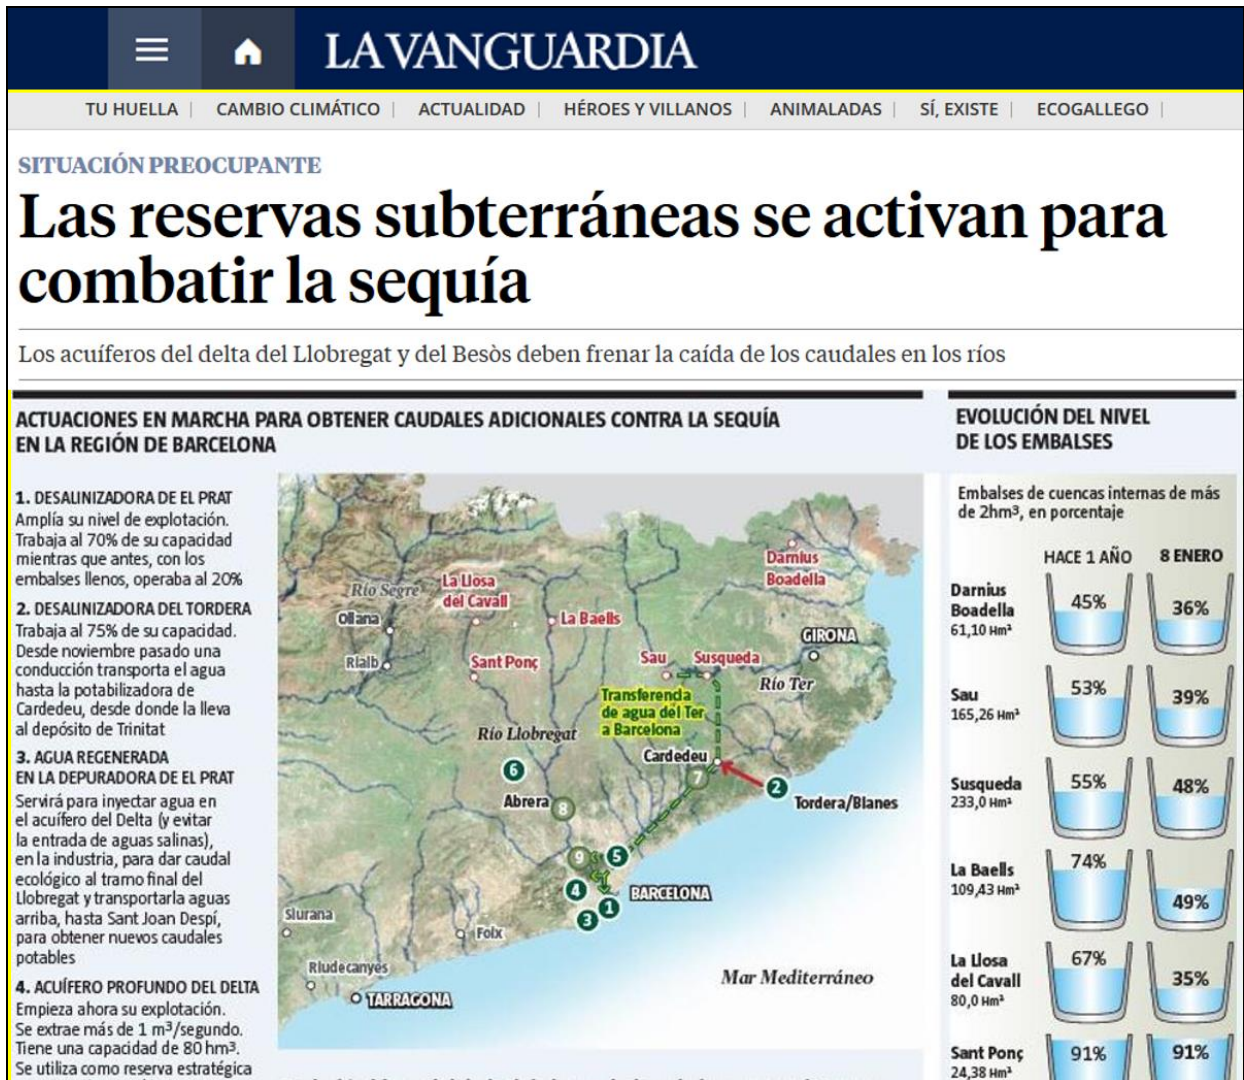 LA VANGUARDIA
TU HUELLA | CAMBIO CLIMÁTICO | ACTUALIDAD | HÉROES Y VILLANOS | ANIMALADAS | SÍ, EXISTE | ECOGALLEGO |
SITUACIÓN PREOCUPANTE
Las reservas subterráneas se activan para
combatir la sequía
Los acuíferos del delta del Llobregat y del Besòs deben frenar la caída de los caudales en los ríos
ACTUACIONES EN MARCHA PARA OBTENER CAUDALES ADICIONALES CONTRA LA SEQUÍA
EN LA REGIÓN DE BARCELONA
1. DESALINIZADORA DE EL PRAT
Amplía su nivel de explotación.
Trabaja al 70% de su capacidad
mientras que antes, con los
embalses llenos, operaba al 20%
2. DESALINIZADORA DEL TORDERA
Trabaja al 75% de su capacidad.
Desde noviembre pasado una
conducción transporta el agua
hasta la potabilizadora de
Cardedeu, desde donde la lleva
al depósito de Trinitat
3. AGUA REGENERADA
EN LA DEPURADORA DE EL PRAT
Servirá para inyectar agua en
el acuífero del Delta (y evitar
la entrada de aguas salinas),
en la industria, para dar caudal
ecológico al tramo final del
Llobregat y transportarla aguas
arriba, hasta Sant Joan Despí,
para obtener nuevos caudales
potables
4. ACUÍFERO PROFUNDO DEL DELTA
Empieza ahora su explotación.
Se extrae más de 1 m³/segundo.
Tiene una capacidad de 80 hm³.
Se utiliza como reserva estratégica
Darnius
Boadella
Río Segre
La Llosa
del Cavall
Oliana
La Baells
GIRONA
Rialb
Sant Ponç
Sau
Susqueda
Río Ter
Transferencia
de agua del Ter
a Barcelona
Río Llobregat
Cardedeu
6
7
2
Abrera
8
Tordera/Blanes
9
5
4
BARCELONA
1
3
Siurana
Foix
Riudecanyes
Mar Mediterráneo
TARRAGONA
EVOLUCIÓN DEL NIVEL
DE LOS EMBALSES
Embalses de cuencas internas de más
de 2hm³, en porcentaje
HACE 1 AÑO 8 ENERO
Darnius
Boadella
61,10 Hm³
45% 36%
Sau
165,26 Hm³
53% 39%
Susqueda
233,0 Hm³
55% 48%
La Baells
109,43 Hm³
74% 49%
La Llosa
del Cavall
80,0 Hm³
67% 35%
Sant Ponç
24,38 Hm³
91% 91%